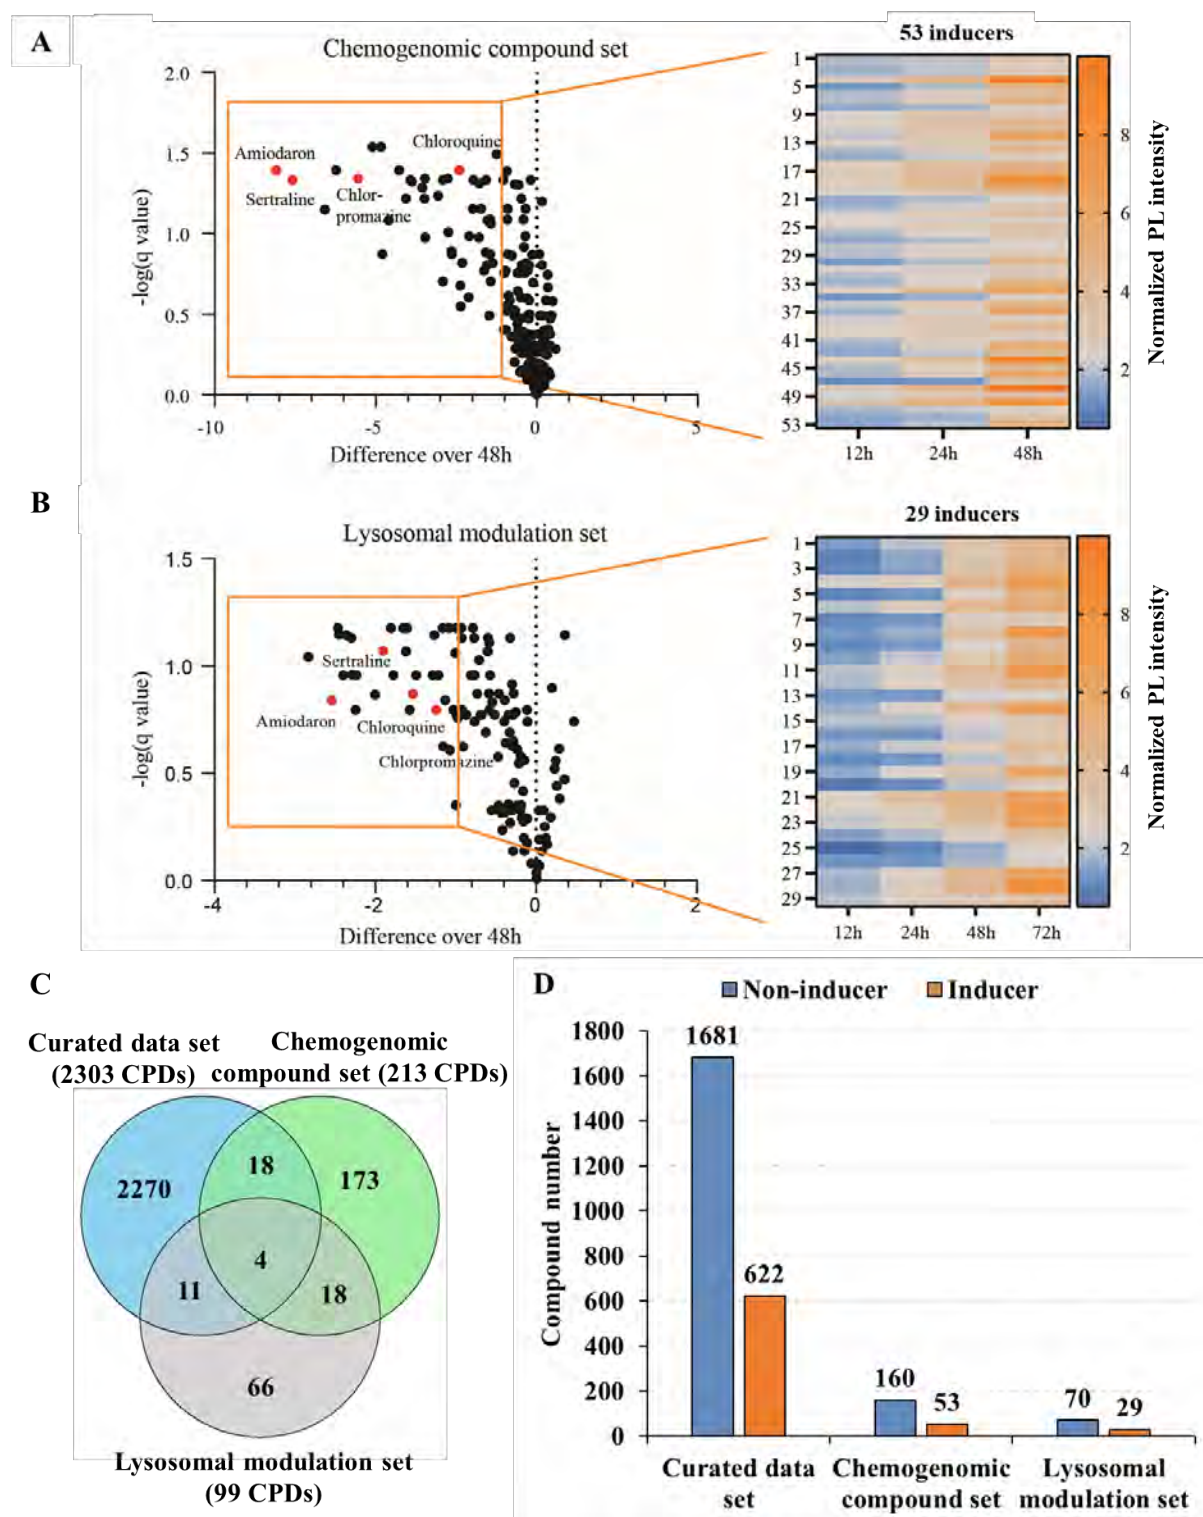 A
Chemogenomic compound set
53 inducers
2.0
1.5
1.0
0.5
0.0
-log(q value)
Amiodaron
Sertraline
Chlor-
promazine
Chloroquine
-10
-5
0
5
Difference over 48h
1
5
9
13
17
21
25
29
33
37
41
45
49
53
12h
24h
48h
8
6
4
2
Normalized PL intensity
B
Lysosomal modulation set
29 inducers
1.5
1.0
0.5
0.0
-log(q value)
Sertraline
Amiodaron
Chloroquine
Chlorpromazine
-4
-2
0
2
Difference over 48h
1
3
5
7
9
11
13
15
17
19
21
23
25
27
29
12h
24h
48h
72h
8
6
4
2
Normalized PL intensity
C
Curated data set
(2303 CPDs)
Chemogenomic
compound set (213 CPDs)
2270
18
173
4
11
18
66
Lysosomal modulation set
(99 CPDs)
D
Non-inducer
Inducer
1800
1600
1400
1200
1000
800
600
400
200
0
Compound number
1681
622
160
53
70
29
Curated data
set
Chemogenomic
compound set
Lysosomal
modulation set